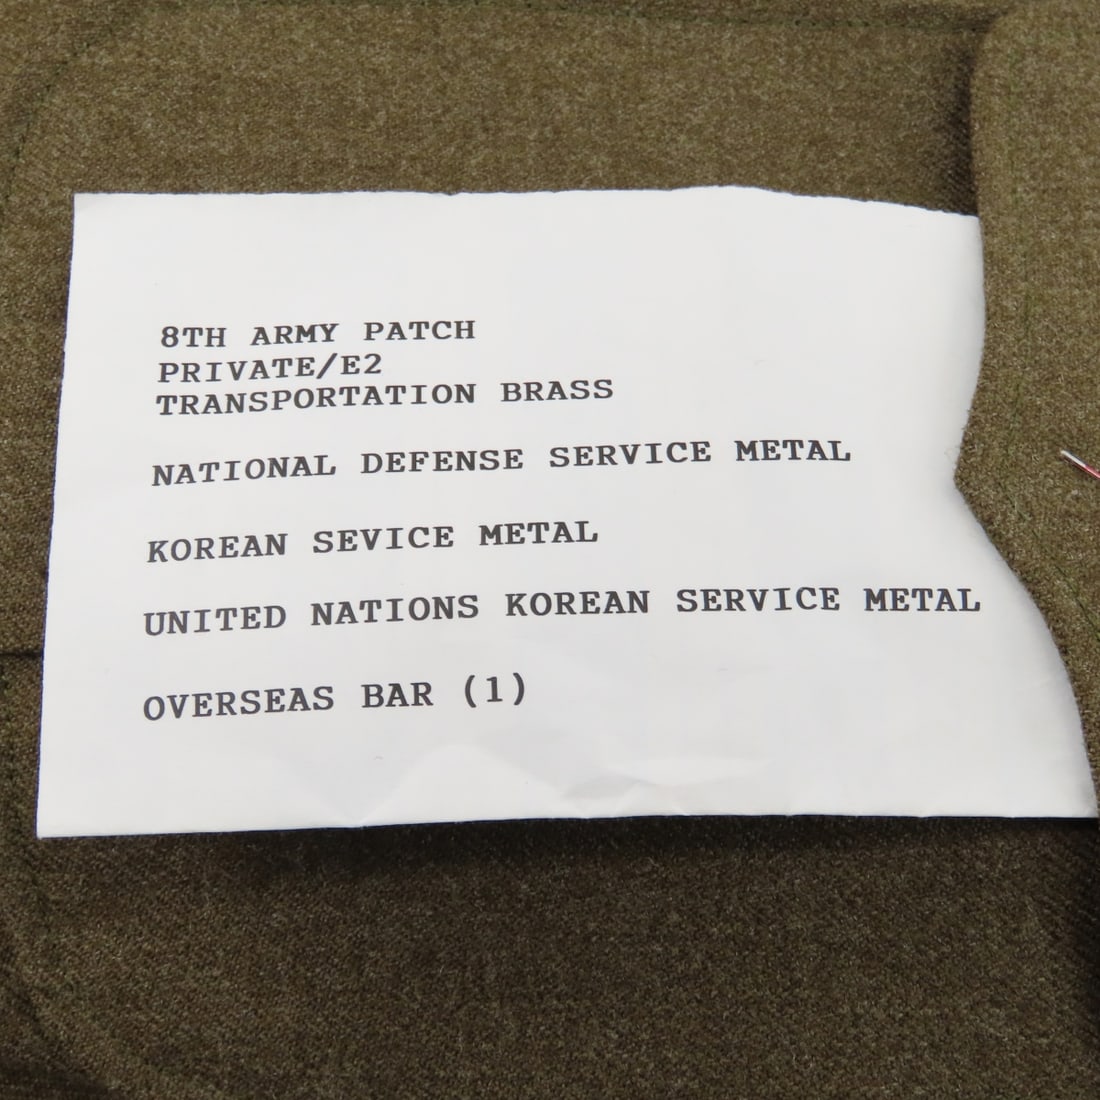 8TH ARMY PATCH
PRIVATE/E2
TRANSPORTATION BRASS
NATIONAL DEFENSE SERVICE METAL
KOREAN SEVICE METAL
UNITED NATIONS KOREAN SERVICE METAL
OVERSEAS BAR (1)